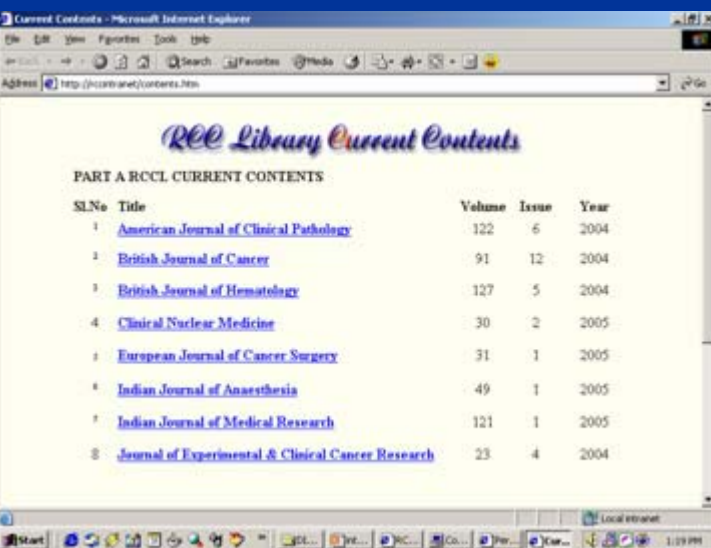 Current Contents - Microsoft Internet Explorer
File Edit View Favorites Tools Help
Search Favorites Media
Address http://rccintranet/contents.htm Go
RCC Library Current Contents
PART A RCCL CURRENT CONTENTS
Sl.No Title Volume Issue Year
1 American Journal of Clinical Pathology 122 6 2004
2 British Journal of Cancer 91 12 2004
3 British Journal of Hematology 127 5 2004
4 Clinical Nuclear Medicine 30 2 2005
5 European Journal of Cancer Surgery 31 1 2005
6 Indian Journal of Anaesthesia 49 1 2005
7 Indian Journal of Medical Research 121 1 2005
8 Journal of Experimental & Clinical Cancer Research 23 4 2004
Local intranet
Start Int... RC... Co... Per... Cur... 1:19 PM